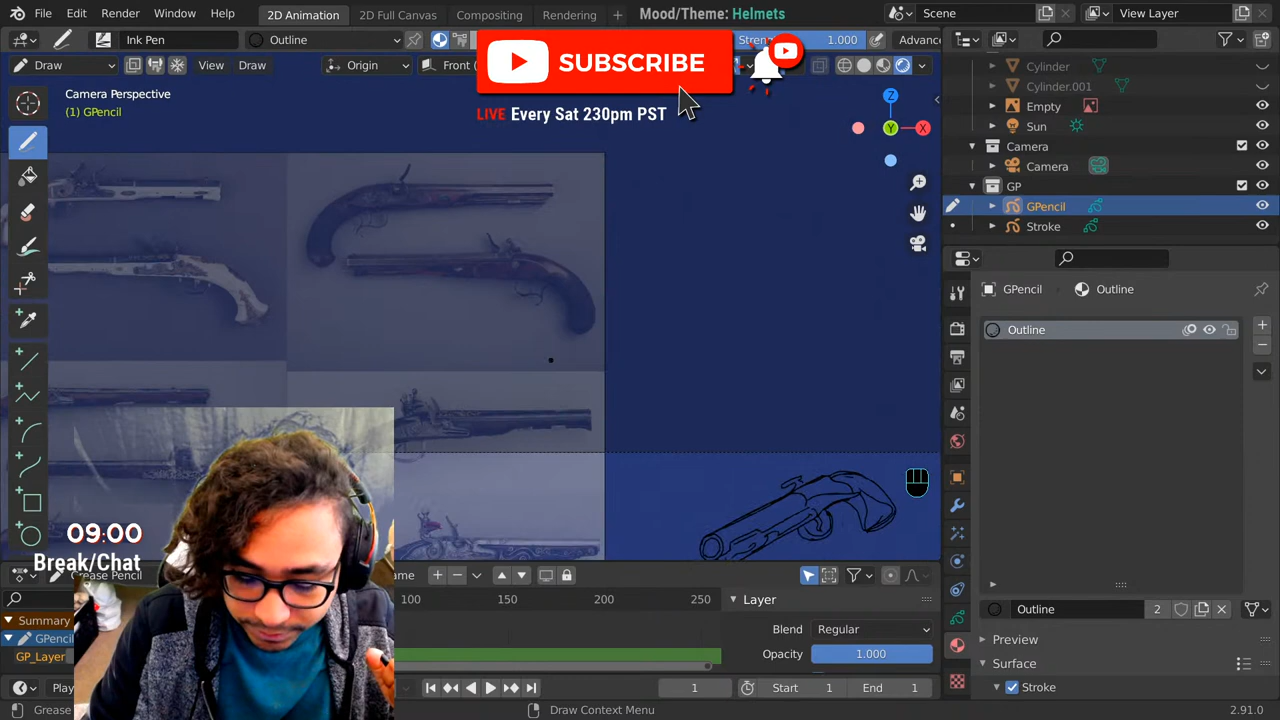 File Edit Render Window Help 2D Animation 2D Full Canvas Compositing Rendering Mood/Theme: Helmets Scene View Layer
Ink Pen Outline 1.000 Advanc
Draw View Draw Origin Front
SUBSCRIBE
LIVE Every Sat 230pm PST
Camera Perspective
(1) GPencil
Z
Y
X
Cylinder
Cylinder.001
Empty
Sun
Camera
Camera
GP
GPencil
Stroke
GPencil Outline
Outline
Outline 2
Preview
Surface
Stroke
09:00
Break/Chat
Grease Pencil
Summary
GPencil
GP_Layer
100 150 200 250
Layer
Blend Regular
Opacity 1.000
1 Start 1 End 1
Grease
Draw Context Menu
2.91.0